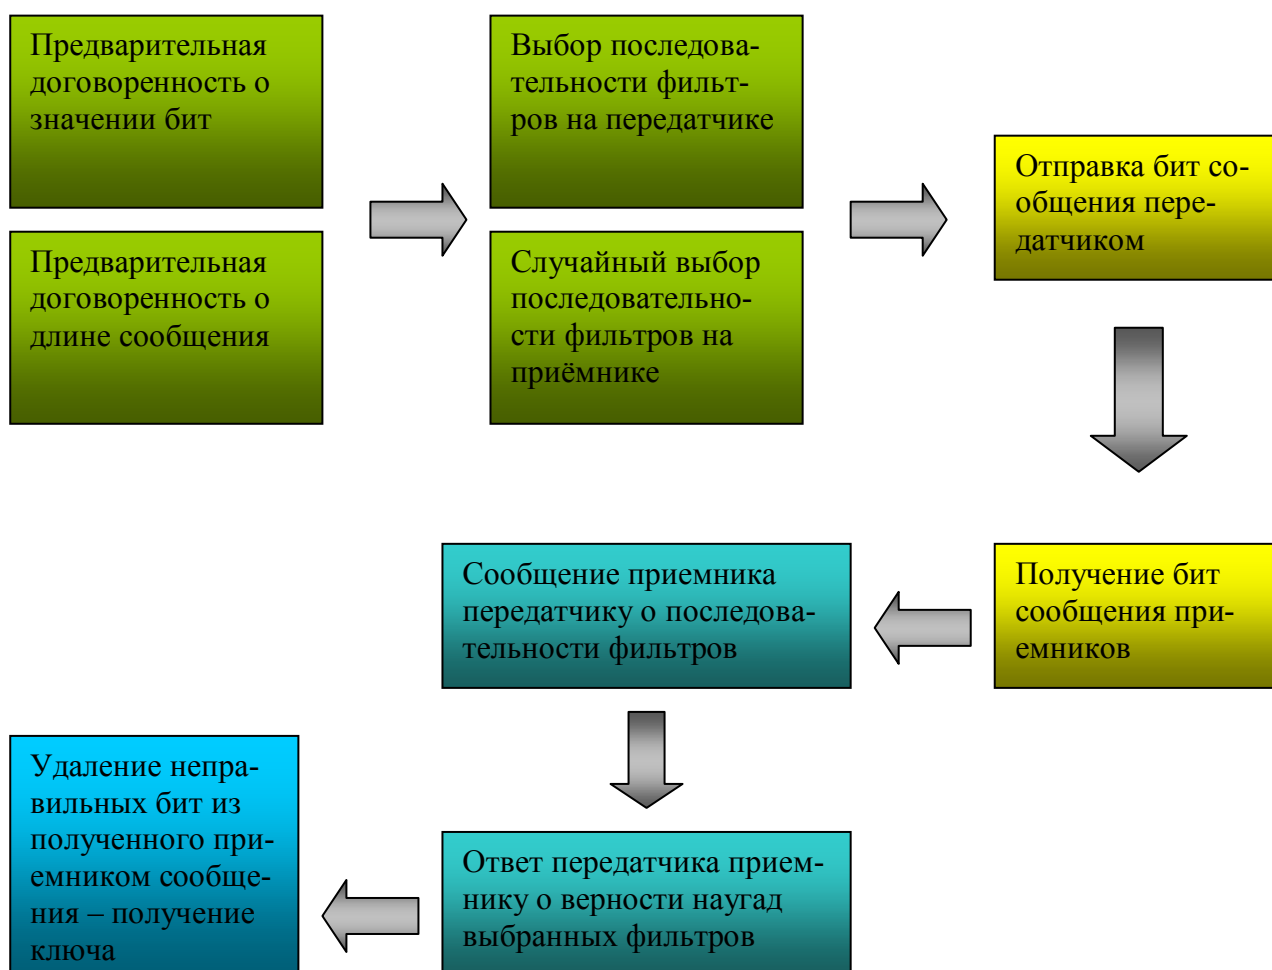 Предварительная
договоренность о
значении бит
Предварительная
договоренность о
длине сообщения
Выбор последова-
тельности фильт-
ров на передатчике
Случайный выбор
последовательно-
сти фильтров на
приёмнике
Отправка бит со-
общения пере-
датчиком
Получение бит
сообщения при-
емников
Сообщение приемника
передатчику о последова-
тельности фильтров
Ответ передатчика прием-
нику о верности наугад
выбранных фильтров
Удаление неправ-
вильных бит из
полученного при-
емником сообще-
ния – получение
ключа